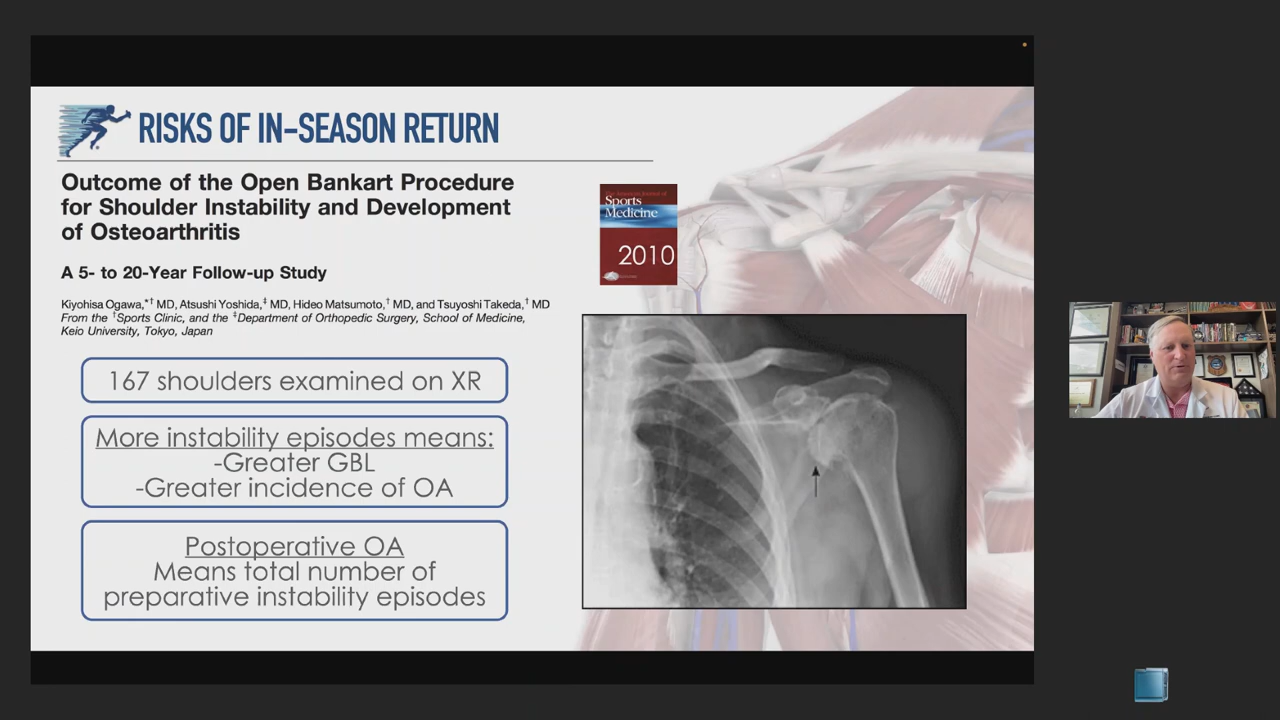 RISKS OF IN-SEASON RETURN
Outcome of the Open Bankart Procedure
for Shoulder Instability and Development
of Osteoarthritis
A 5- to 20-Year Follow-up Study
Kiyohisa Ogawa,*† MD, Atsushi Yoshida,‡ MD, Hideo Matsumoto,† MD, and Tsuyoshi Takeda,† MD
From the †Sports Clinic, and the ‡Department of Orthopedic Surgery, School of Medicine,
Keio University, Tokyo, Japan
The American Journal of
Sports
Medicine
2010
167 shoulders examined on XR
More instability episodes means:
-Greater GBL
-Greater incidence of OA
Postoperative OA
Means total number of
preparative instability episodes